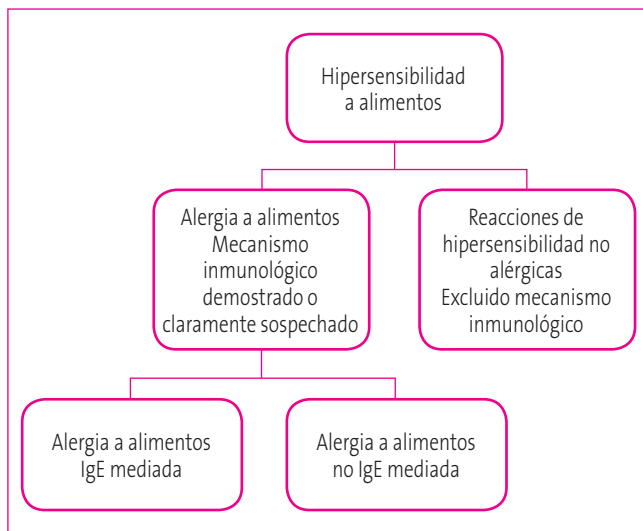 Hipersensibilidad
a alimentos
Alergia a alimentos
Mecanismo
inmunológico
demostrado o
claramente sospechado
Reacciones de
hipersensibilidad no
alérgicas
Excluido mecanismo
inmunológico
Alergia a alimentos
IgE mediada
Alergia a alimentos
no IgE mediada